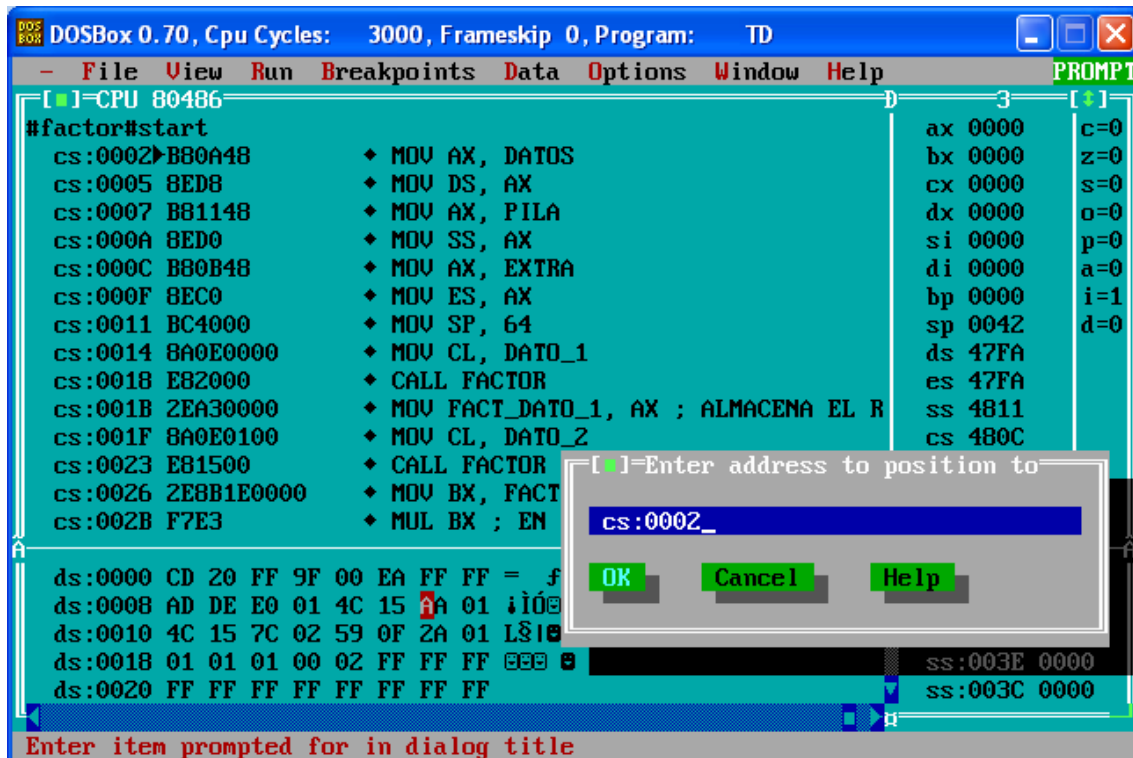 DOSBox 0.70, Cpu Cycles: 3000, Frameskip 0, Program: TD
- File View Run Breakpoints Data Options Window Help PROMPT
[■]=CPU 80486 D 3 [↕]
#factor#start ax 0000 c=0
cs:0002►B80A48 ♦ MOV AX, DATOS bx 0000 z=0
cs:0005 8ED8 ♦ MOV DS, AX cx 0000 s=0
cs:0007 B81148 ♦ MOV AX, PILA dx 0000 o=0
cs:000A 8ED0 ♦ MOV SS, AX si 0000 p=0
cs:000C B80B48 ♦ MOV AX, EXTRA di 0000 a=0
cs:000F 8EC0 ♦ MOV ES, AX bp 0000 i=1
cs:0011 BC4000 ♦ MOV SP, 64 sp 0042 d=0
cs:0014 8A0E0000 ♦ MOV CL, DATO_1 ds 47FA
cs:0018 E82000 ♦ CALL FACTOR es 47FA
cs:001B 2EA30000 ♦ MOV FACT_DATO_1, AX ; ALMACENA EL R ss 4811
cs:001F 8A0E0100 ♦ MOV CL, DATO_2 cs 480C
cs:0023 E81500 ♦ CALL FACTOR
cs:0026 2E8B1E0000 ♦ MOV BX, FACT
cs:002B F7E3 ♦ MUL BX ; EN
[■]=Enter address to position to
cs:0002_
OK Cancel Help
ds:0000 CD 20 FF 9F 00 EA FF FF = ƒ
ds:0008 AD DE E0 01 4C 15 AA 01
ds:0010 4C 15 7C 02 59 0F 2A 01 L§|☻
ds:0018 01 01 01 00 02 FF FF FF ☺☺☺ ☻ ss:003E 0000
ds:0020 FF FF FF FF FF FF FF FF ss:003C 0000
Enter item prompted for in dialog title